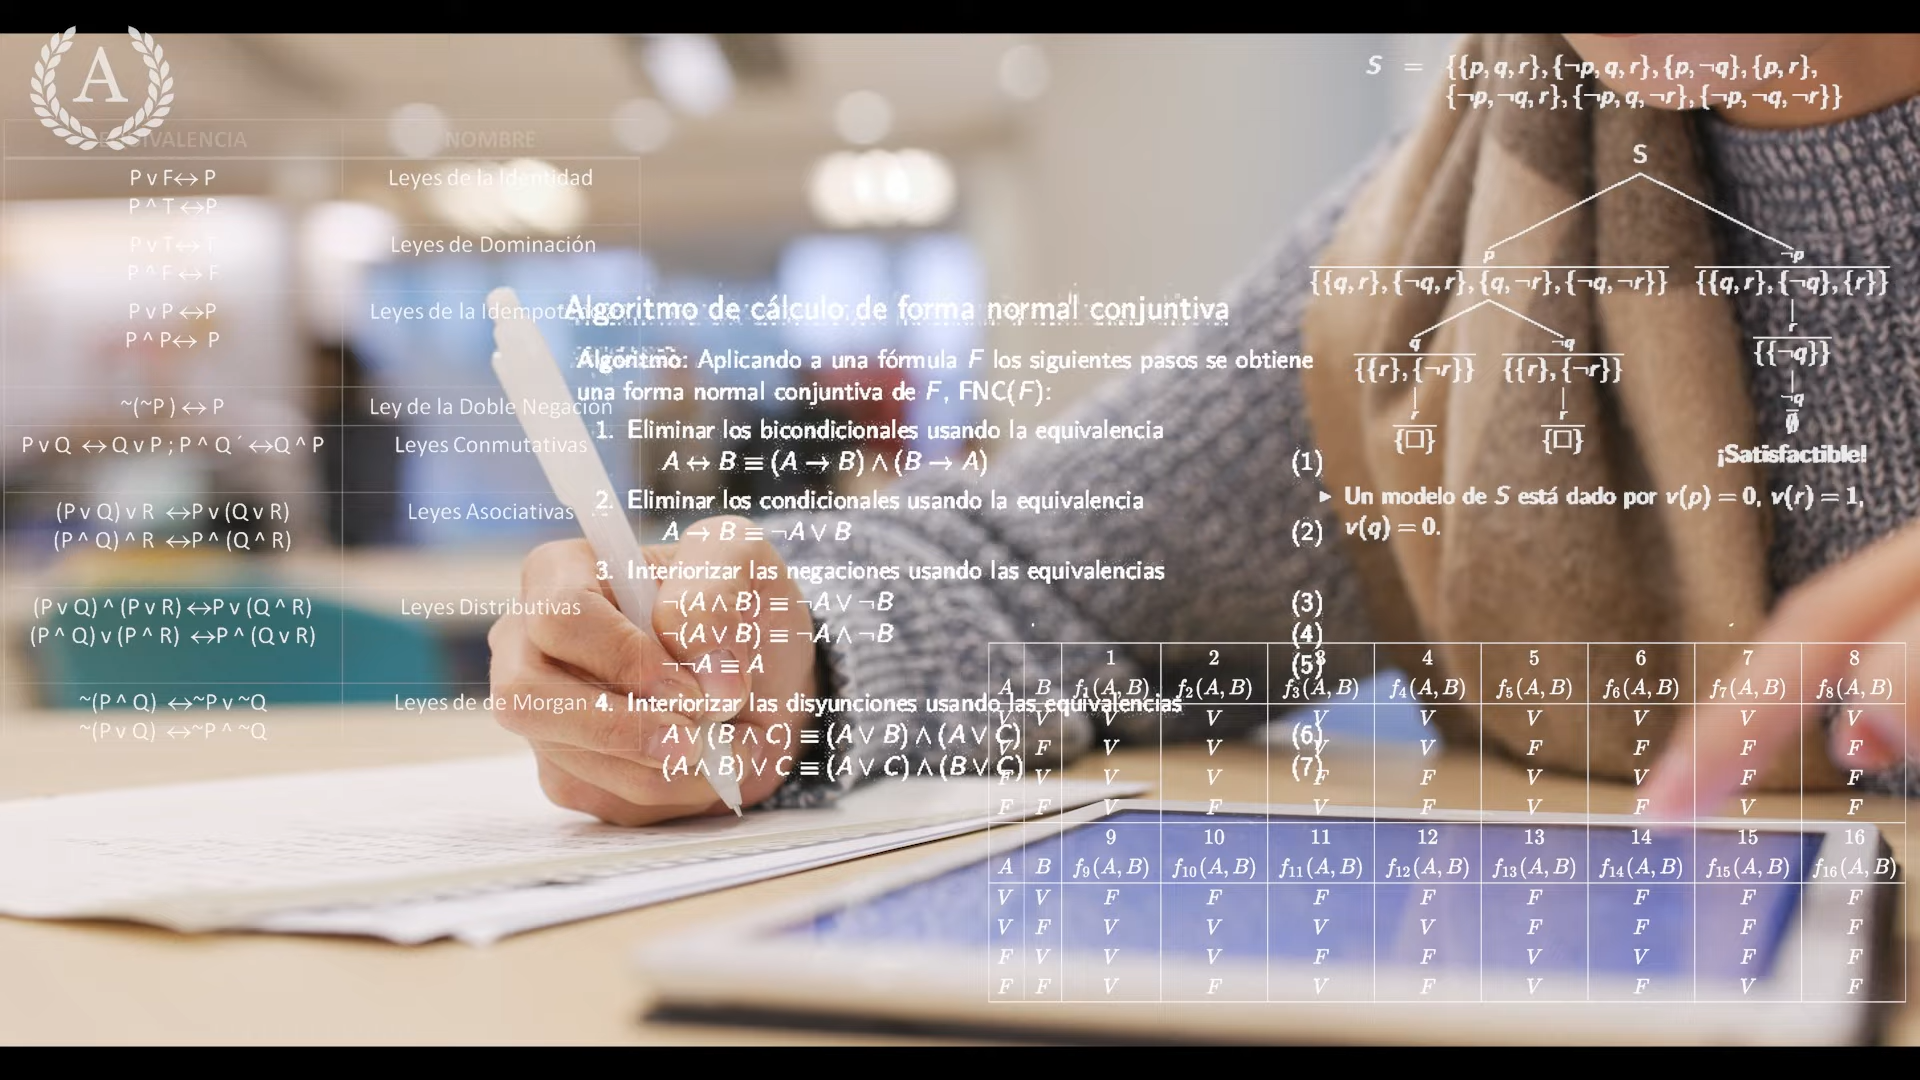 A
EQUIVALENCIA NOMBRE
P v F↔ P Leyes de la Identidad
P ^ T ↔P
P v T↔ T Leyes de Dominación
P ^ F ↔ F
P v P ↔P Leyes de la Idempotencia
P ^ P↔ P
~(~P ) ↔ P Ley de la Doble Negación
P v Q ↔ Q v P ; P ^ Q ´ ↔Q ^ P Leyes Conmutativas
(P v Q) v R ↔P v (Q v R) Leyes Asociativas
(P ^ Q) ^ R ↔P ^ (Q ^ R)
(P v Q) ^ (P v R) ↔P v (Q ^ R) Leyes Distributivas
(P ^ Q) v (P ^ R) ↔P ^ (Q v R)
~(P ^ Q) ↔~P v ~Q Leyes de de Morgan
~(P v Q) ↔~P ^ ~Q
Algoritmo de cálculo de forma normal conjuntiva
Algoritmo: Aplicando a una fórmula F los siguientes pasos se obtiene
una forma normal conjuntiva de F, FNC(F):
1. Eliminar los bicondicionales usando la equivalencia
A ↔ B ≡ (A → B) ∧ (B → A) (1)
2. Eliminar los condicionales usando la equivalencia
A → B ≡ ¬A ∨ B (2)
3. Interiorizar las negaciones usando las equivalencias
¬(A ∧ B) ≡ ¬A ∨ ¬B (3)
¬(A ∨ B) ≡ ¬A ∧ ¬B (4)
¬¬A ≡ A (5)
4. Interiorizar las disyunciones usando las equivalencias
A ∨ (B ∧ C) ≡ (A ∨ B) ∧ (A ∨ C) (6)
(A ∧ B) ∨ C ≡ (A ∨ C) ∧ (B ∨ C) (7)
S = {{p, q, r}, {¬p, q, r}, {p, ¬q}, {p, r},
{¬p, ¬q, r}, {¬p, q, ¬r}, {¬p, ¬q, ¬r}}
S
p ¬p
{{q, r}, {¬q, r}, {q, ¬r}, {¬q, ¬r}} {{q, r}, {¬q}, {r}}
q ¬q r
{{r}, {¬r}} {{r}, {¬r}} {{¬q}}
r r ¬q
{□} {□} ∅
¡Satisfactible!
▸ Un modelo de S está dado por v(p) = 0, v(r) = 1,
v(q) = 0.
1 2 3 4 5 6 7 8
A B f₁(A, B) f₂(A, B) f₃(A, B) f₄(A, B) f₅(A, B) f₆(A, B) f₇(A, B) f₈(A, B)
V V V V V V V V V V
V F V V V V F F F F
F V V V F F V V F F
F F V F V F V F V F
9 10 11 12 13 14 15 16
A B f₉(A, B) f₁₀(A, B) f₁₁(A, B) f₁₂(A, B) f₁₃(A, B) f₁₄(A, B) f₁₅(A, B) f₁₆(A, B)
V V F F F F F F F F
V F V V V V F F F F
F V V V F F V V F F
F F V F V F V F V F